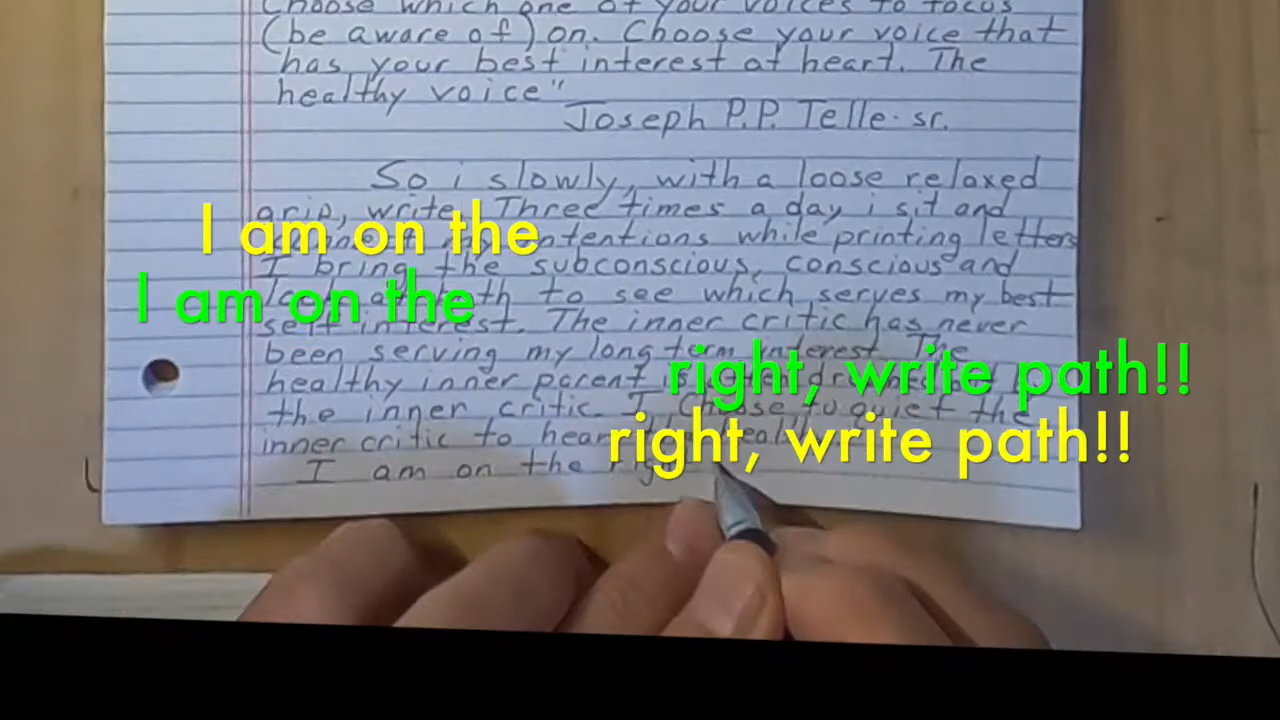 Choose which one of your voices to focus
(be aware of) on. Choose your voice that
has your best interest at heart. The
healthy voice"
Joseph P.P. Telle. sr.
So i slowly, with a loose relaxed
grip, write. Three times a day i sit and
intentions while printing letters
I bring the subconscious, conscious and
to see which serves my best
self interest. The inner critic has never
been serving my long term interest. The
healthy inner parent is
the inner critic. I choose to quiet the
inner critic to hear
I am on the
I am on the
I am on the
right, write path!!
right, write path!!